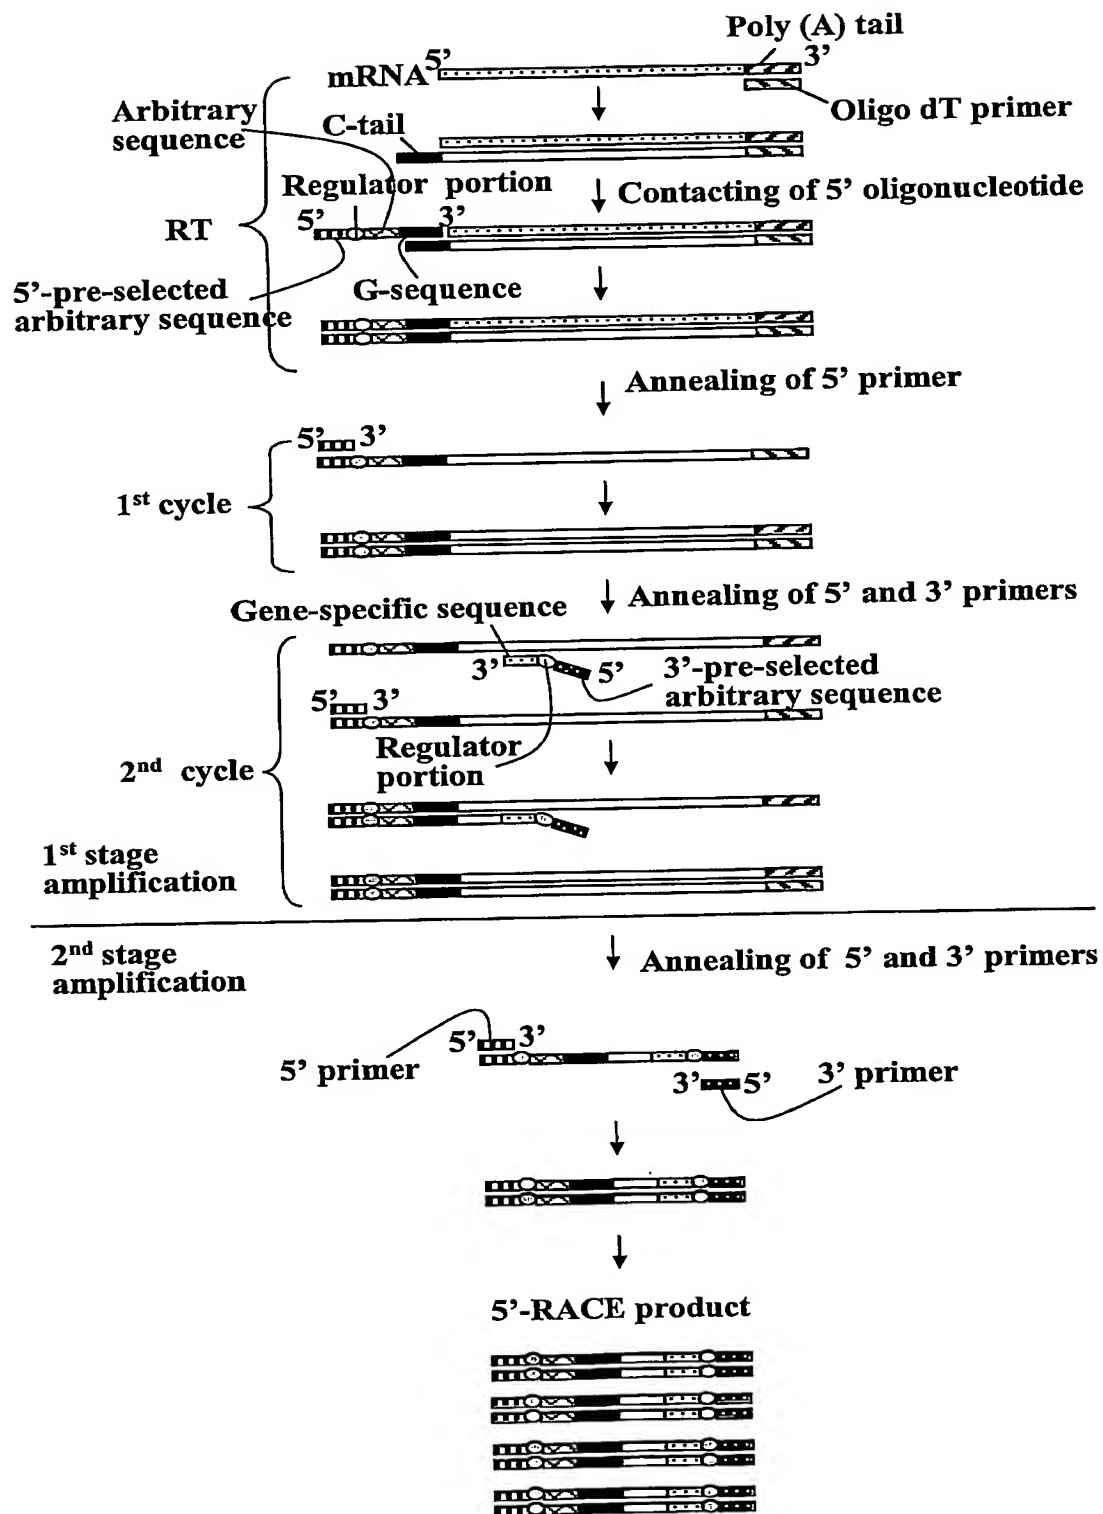 Poly (A) tail
5’
3’
mRNA
Arbitrary
sequence
Oligo dT primer
C-tail
Regulator portion
Contacting of 5’ oligonucleotide
5’
3’
RT
5’-pre-selected
arbitrary sequence
G-sequence
Annealing of 5’ primer
5’
3’
1st cycle
Annealing of 5’ and 3’ primers
Gene-specific sequence
3’
5’
3’-pre-selected
arbitrary sequence
5’
3’
Regulator
portion
2nd cycle
1st stage
amplification
2nd stage
amplification
Annealing of 5’ and 3’ primers
5’
3’
5’ primer
3’
5’
3’ primer
5’-RACE product